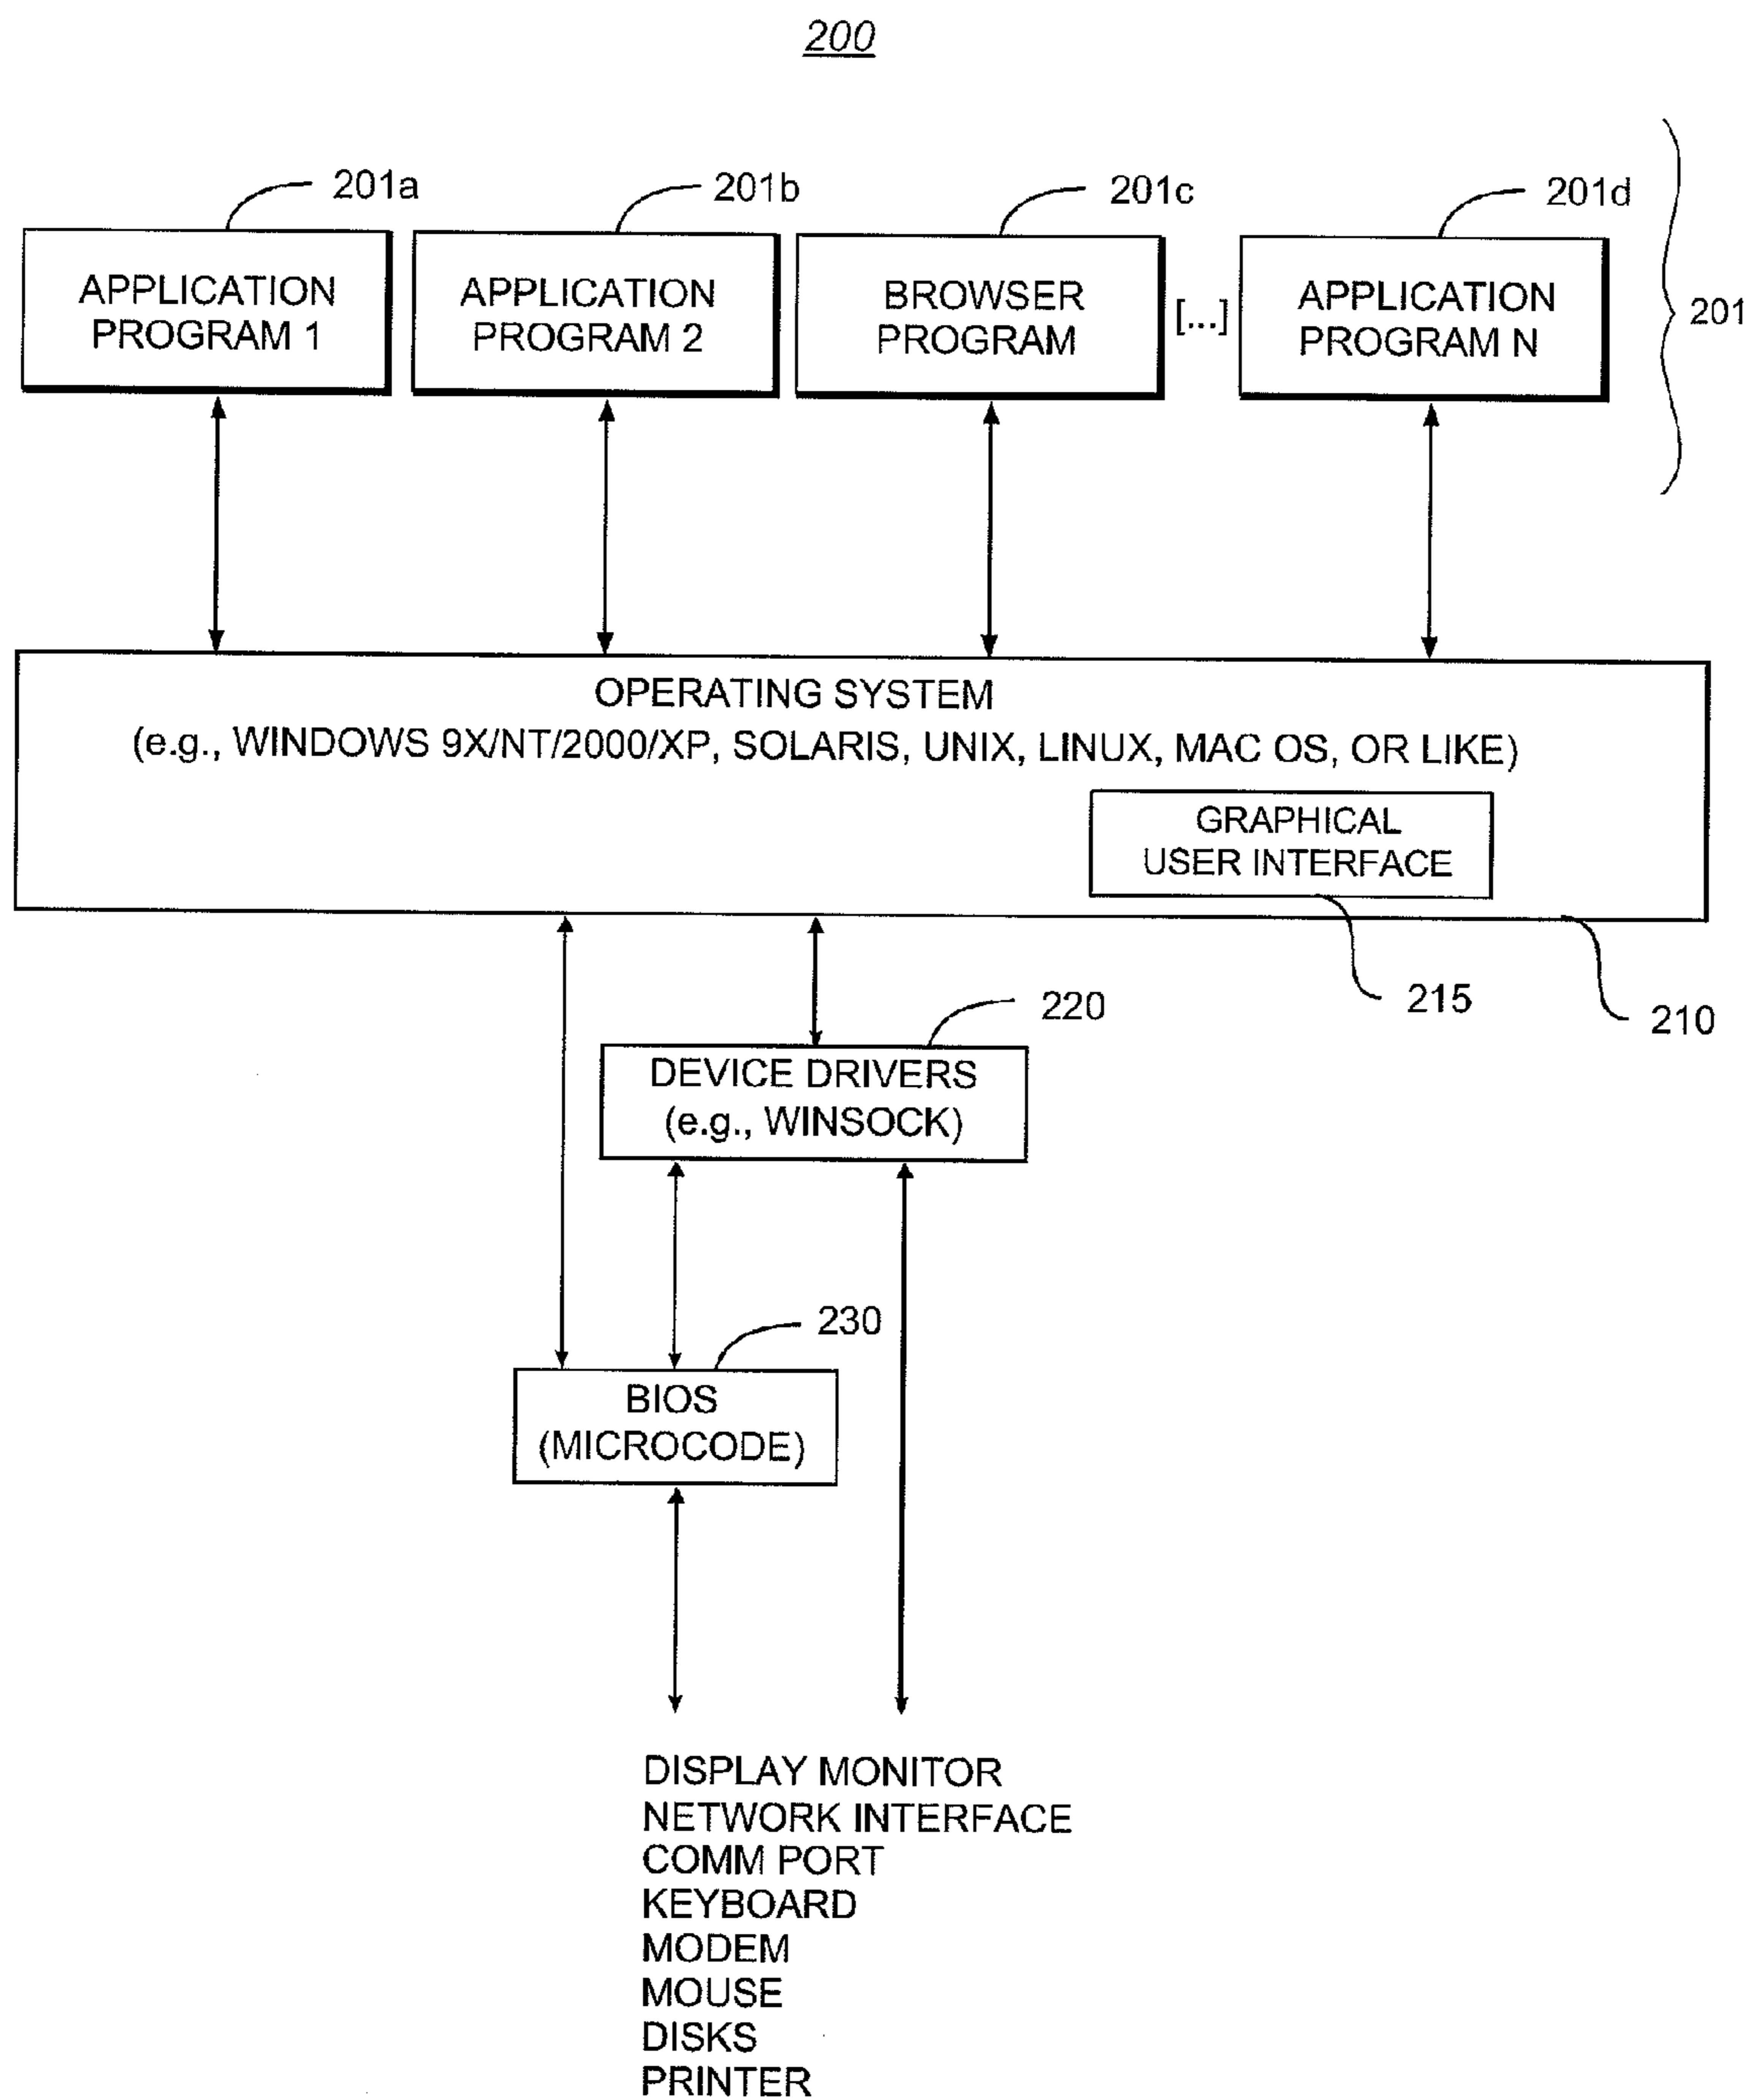 200
201a
201b
201c
201d
APPLICATION
PROGRAM 1
APPLICATION
PROGRAM 2
BROWSER
PROGRAM
[...]
APPLICATION
PROGRAM N
201
OPERATING SYSTEM
(e.g., WINDOWS 9X/NT/2000/XP, SOLARIS, UNIX, LINUX, MAC OS, OR LIKE)
GRAPHICAL
USER INTERFACE
215
210
220
DEVICE DRIVERS
(e.g., WINSOCK)
230
BIOS
(MICROCODE)
DISPLAY MONITOR
NETWORK INTERFACE
COMM PORT
KEYBOARD
MODEM
MOUSE
DISKS
PRINTER